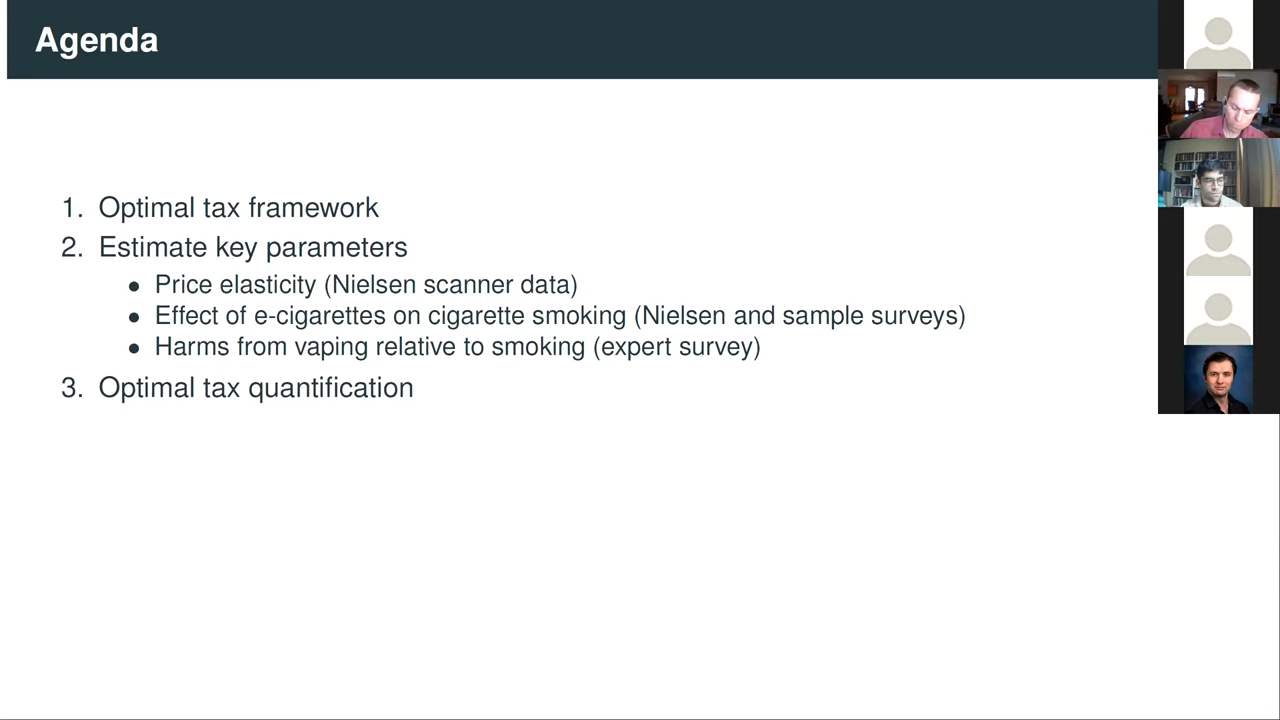 Agenda
1. Optimal tax framework
2. Estimate key parameters
• Price elasticity (Nielsen scanner data)
• Effect of e-cigarettes on cigarette smoking (Nielsen and sample surveys)
• Harms from vaping relative to smoking (expert survey)
3. Optimal tax quantification